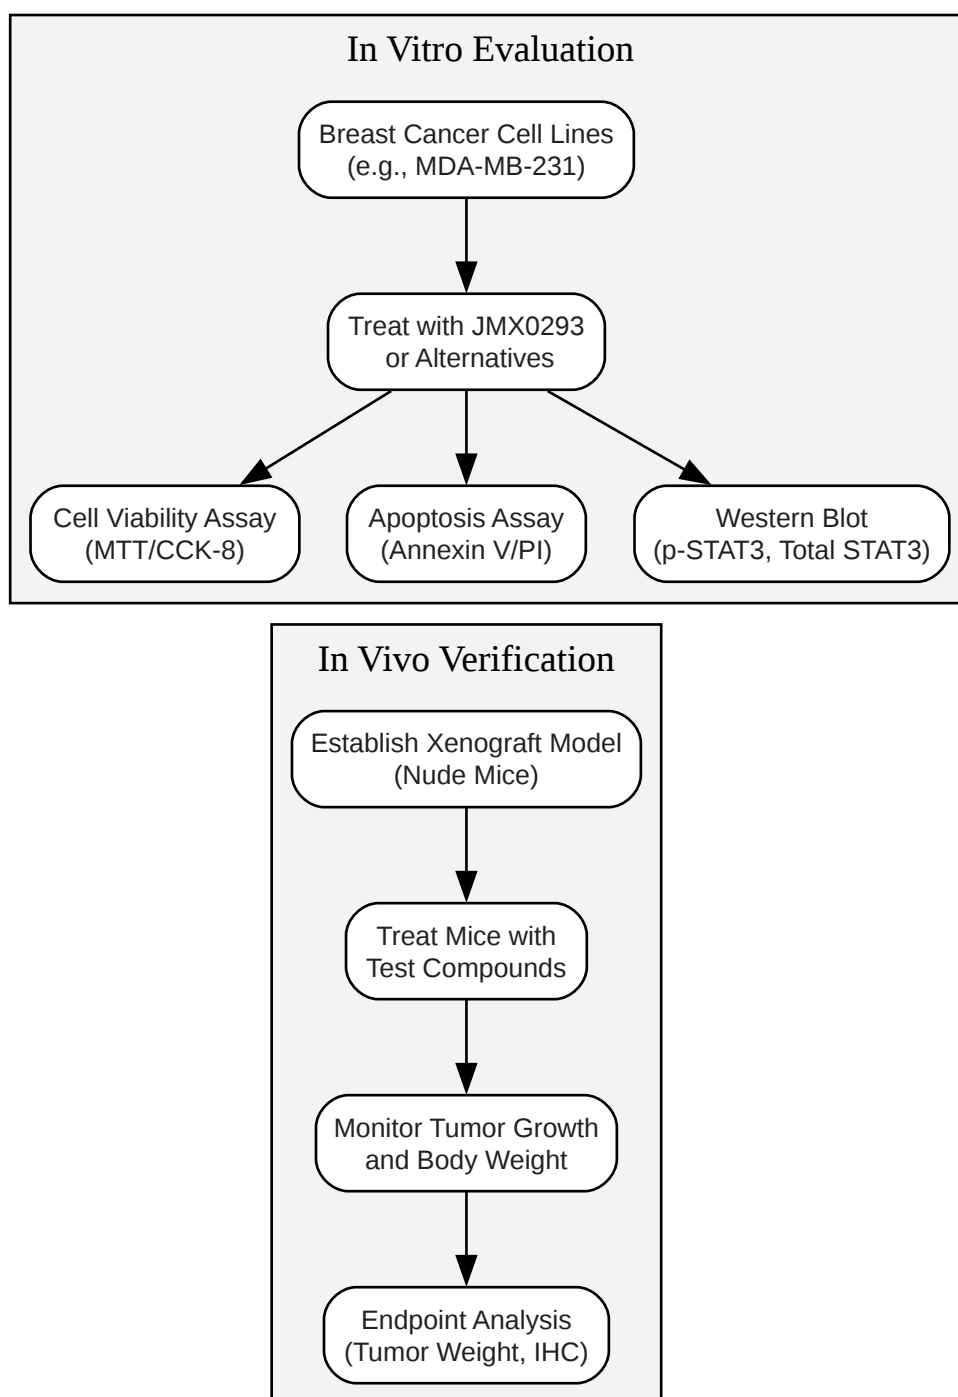 In Vitro Evaluation
Breast Cancer Cell Lines
(e.g., MDA-MB-231)
Treat with JMX0293
or Alternatives
Cell Viability Assay
(MTT/CCK-8)
Apoptosis Assay
(Annexin V/PI)
Western Blot
(p-STAT3, Total STAT3)
In Vivo Verification
Establish Xenograft Model
(Nude Mice)
Treat Mice with
Test Compounds
Monitor Tumor Growth
and Body Weight
Endpoint Analysis
(Tumor Weight, IHC)